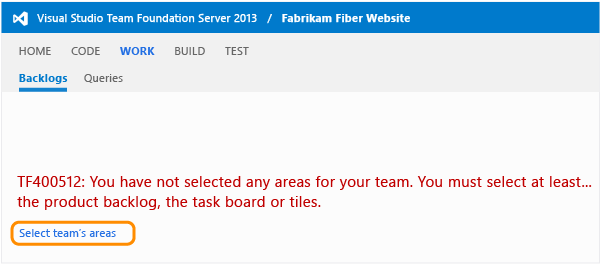 Visual Studio Team Foundation Server 2013 / Fabrikam Fiber Website
HOME CODE WORK BUILD TEST
Backlogs Queries
TF400512: You have not selected any areas for your team. You must select at least...
the product backlog, the task board or tiles.
Select team's areas